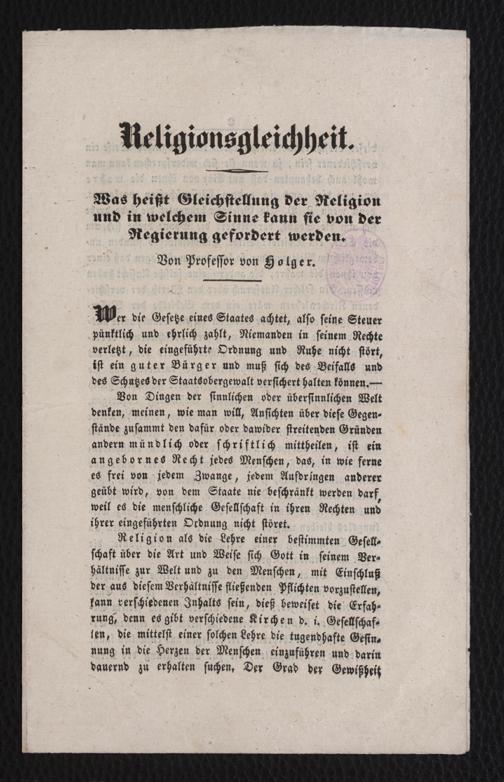 Religionsgleichheit.
Was heißt Gleichstellung der Religion
und in welchem Sinne kann sie von der
Regierung gefordert werden.
Von Professor von Holger.
Wer die Gesetze eines Staates achtet, also seine Steuer
pünktlich und ehrlich zahlt, Niemanden in seinem Rechte
verletzt, die eingeführte Ordnung und Ruhe nicht stört,
ist ein guter Bürger und muß sich des Beifalls und
des Schutzes der Staatsobergewalt versichert halten können.—
Von Dingen der sinnlichen oder übersinnlichen Welt
denken, meinen, wie man will, Ansichten über diese Gegen-
stände zusammt den dafür oder dawider streitenden Gründen
andern mündlich oder schriftlich mittheilen, ist ein
angebornes Recht jedes Menschen, das, in wie ferne
es frei von jedem Zwange, jedem Aufdringen anderer
geübt wird, von dem Staate nie beschränkt werden darf,
weil es die menschliche Gesellschaft in ihren Rechten und
ihrer eingeführten Ordnung nicht störet.
Religion als die Lehre einer bestimmten Gesell-
schaft über die Art und Weise sich Gott in seinem Ver-
hältnisse zur Welt und zu den Menschen, mit Einschluß
der aus diesem Verhältnisse fließenden Pflichten vorzustellen,
kann verschiedenen Inhalts sein, dieß beweiset die Erfah-
rung, denn es gibt verschiedene Kirchen d. i. Gesellschaf-
ten, die mittelst einer solchen Lehre die tugendhafte Gesin-
nung in die Herzen der Menschen einzuführen und darin
dauernd zu erhalten suchen. Der Grad der Gewißheit